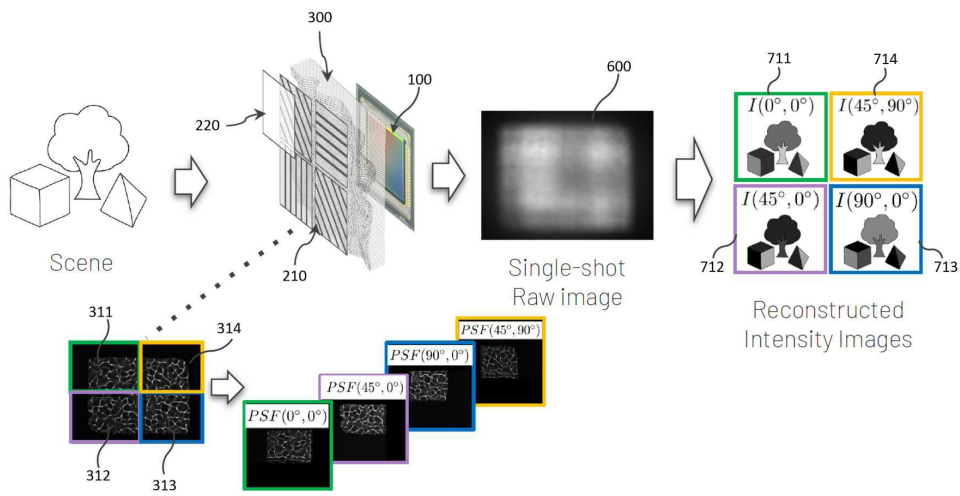 300
711
714
600
100
220
I(0°, 0°)
I(45°, 90°)
I(45°, 0°)
I(90°, 0°)
210
712
713
Scene
Single-shot
Raw image
Reconstructed
Intensity Images
311
314
PSF(45°, 90°)
PSF(90°, 0°)
PSF(45°, 0°)
PSF(0°, 0°)
312
313